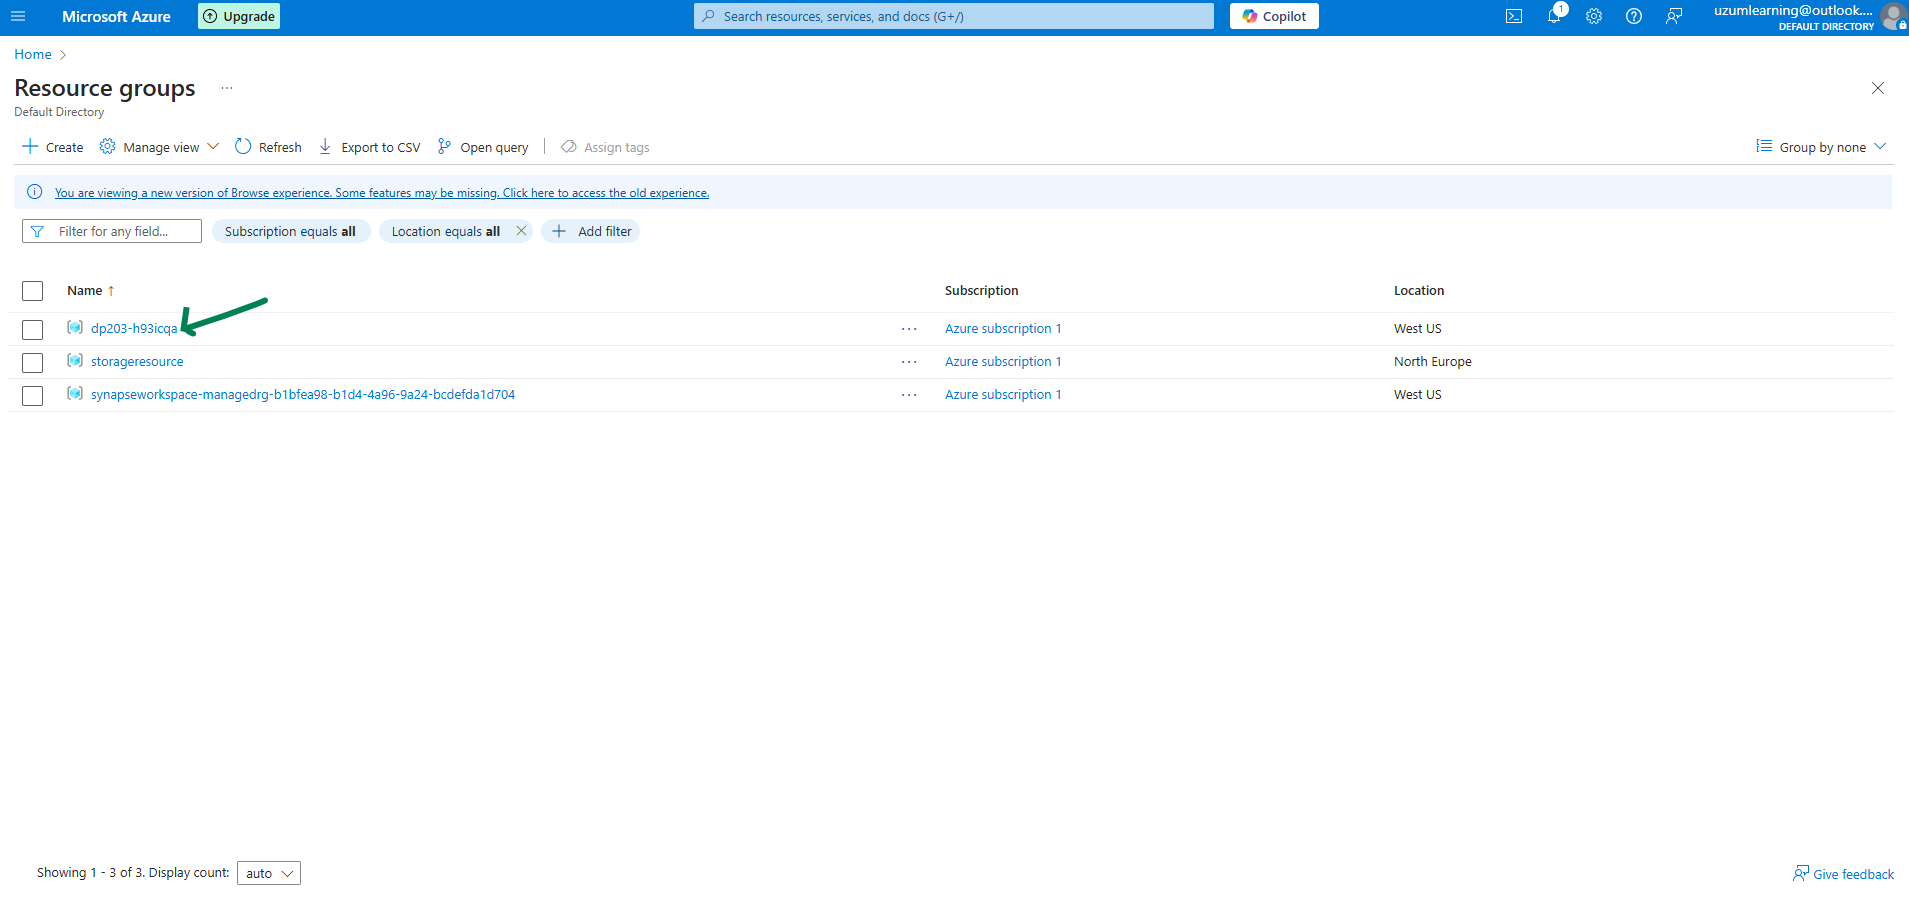 Microsoft Azure
Upgrade
Search resources, services, and docs (G+/)
Copilot
1
uzumlearning@outlook....
DEFAULT DIRECTORY
Home
Resource groups ...
Default Directory
Create Manage view Refresh Export to CSV Open query Assign tags Group by none
You are viewing a new version of Browse experience. Some features may be missing. Click here to access the old experience.
Filter for any field... Subscription equals all Location equals all Add filter
Name ↑ Subscription Location
dp203-h93icqa ... Azure subscription 1 West US
storageresource ... Azure subscription 1 North Europe
synapseworkspace-managedrg-b1bfea98-b1d4-4a96-9a24-bcdefda1d704 ... Azure subscription 1 West US
Showing 1 - 3 of 3. Display count: auto
Give feedback